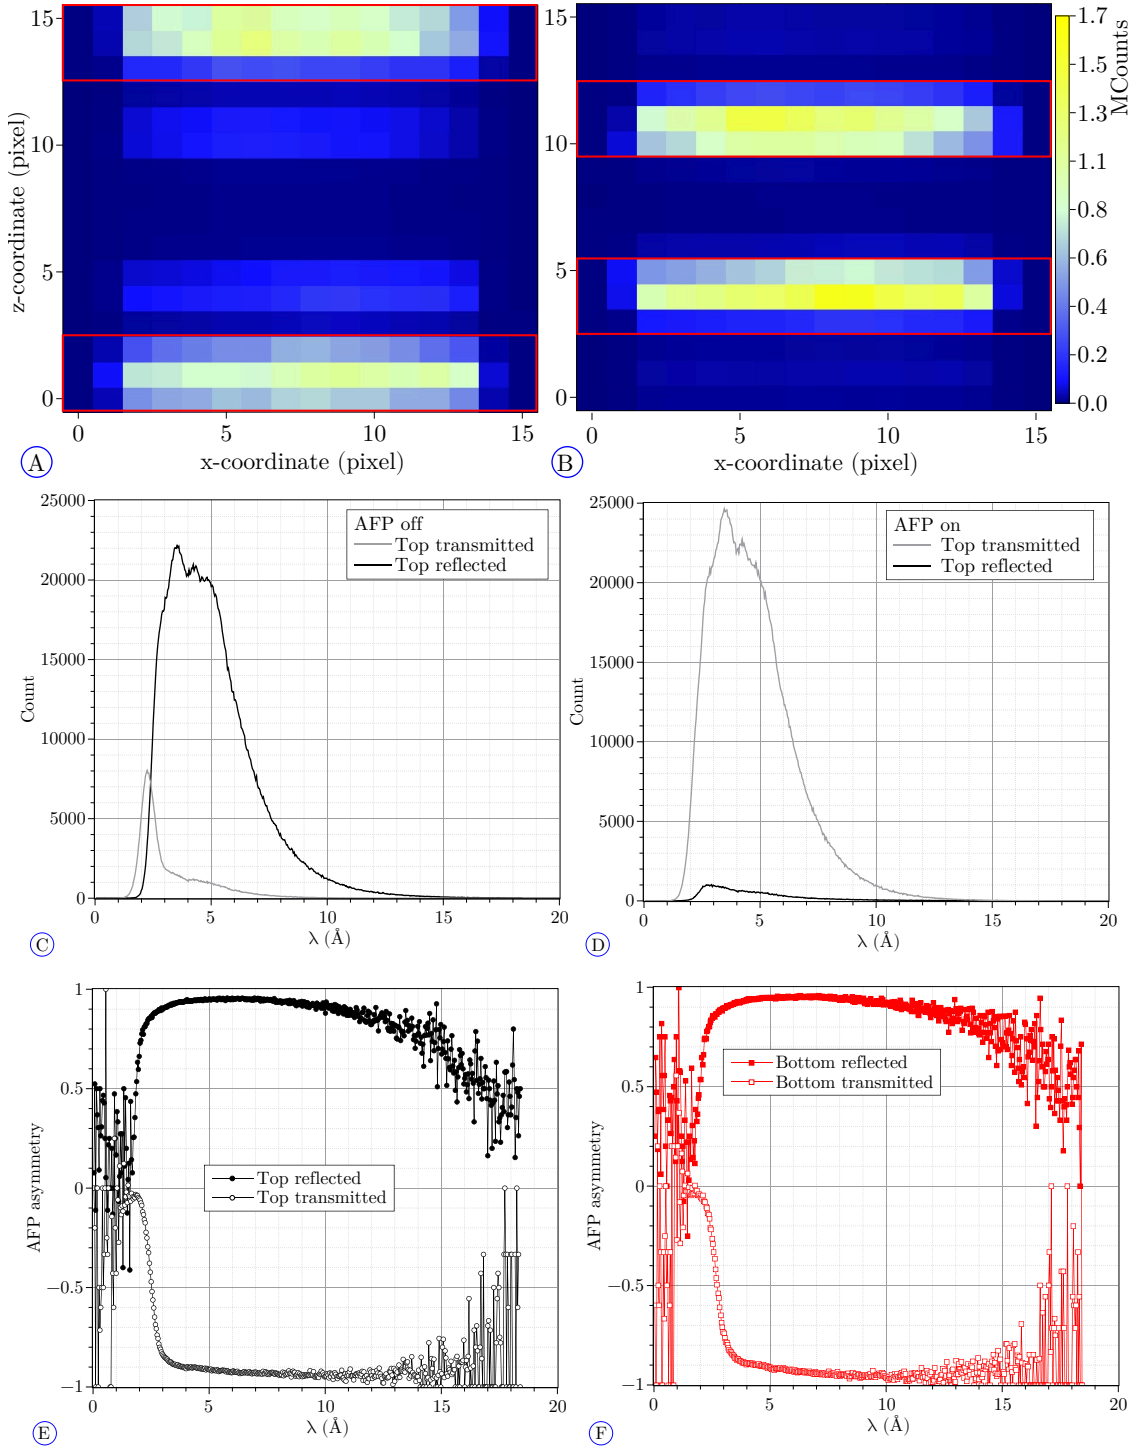 15
10
5
0
z-coordinate (pixel)
0
5
10
15
x-coordinate (pixel)
A
15
10
5
0
0
5
10
15
x-coordinate (pixel)
B
1.7
1.5
1.3
1.1
0.8
0.6
0.4
0.2
0.0
MCounts
25000
20000
15000
10000
5000
0
Count
AFP off
Top transmitted
Top reflected
0
5
10
15
20
λ (Å)
C
25000
20000
15000
10000
5000
0
Count
AFP on
Top transmitted
Top reflected
0
5
10
15
20
λ (Å)
D
1
0.5
0
−0.5
−1
AFP asymmetry
Top reflected
Top transmitted
0
5
10
15
20
λ (Å)
E
1
0.5
0
−0.5
−1
AFP asymmetry
Bottom reflected
Bottom transmitted
0
5
10
15
20
λ (Å)
F